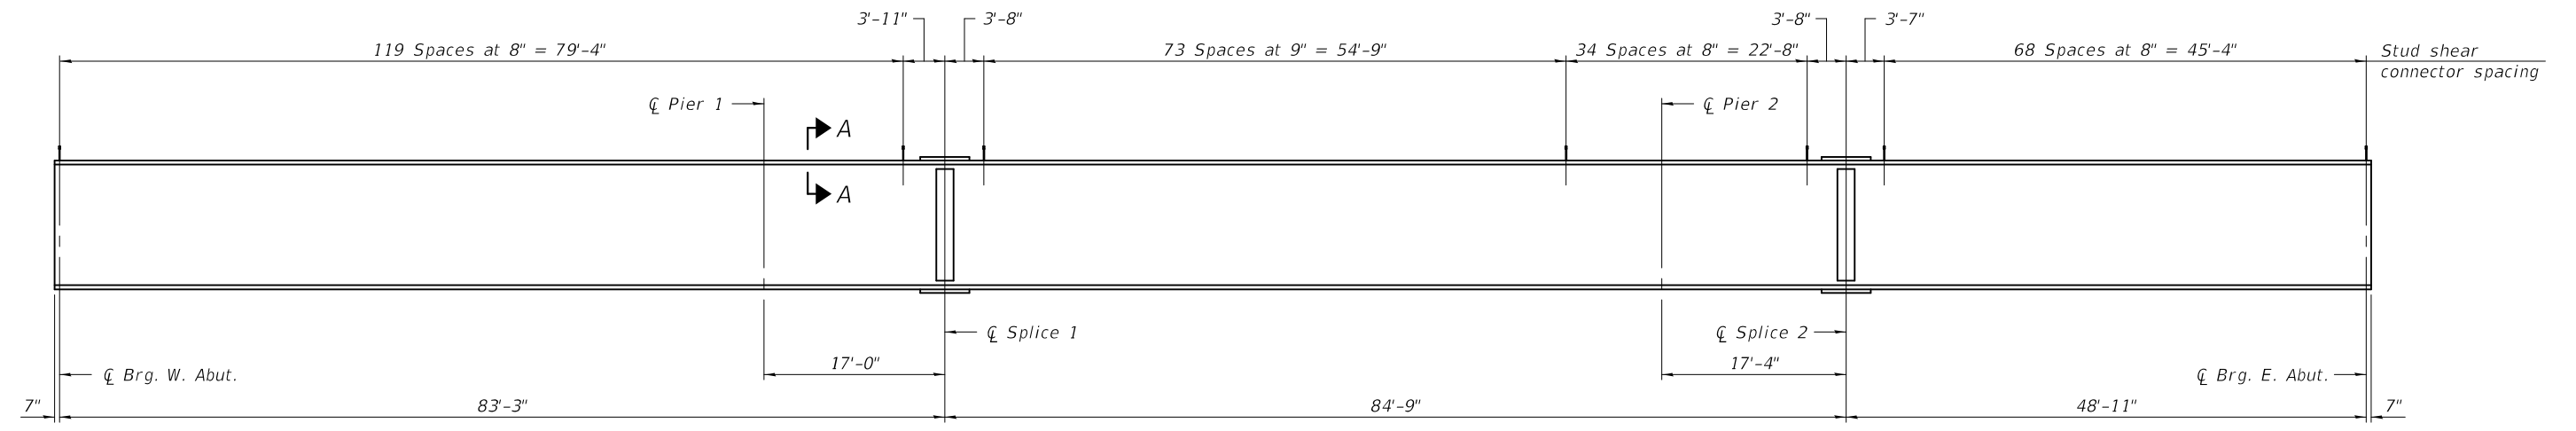 3'-11" 3'-8" 3'-8" 3'-7"
119 Spaces at 8" = 79'-4" 73 Spaces at 9" = 54'-9" 34 Spaces at 8" = 22'-8" 68 Spaces at 8" = 45'-4" Stud shear
connector spacing
℄ Pier 1 ℄ Pier 2
A
A
℄ Splice 1 ℄ Splice 2
17'-0" 17'-4"
℄ Brg. W. Abut. ℄ Brg. E. Abut.
7" 83'-3" 84'-9" 48'-11" 7"